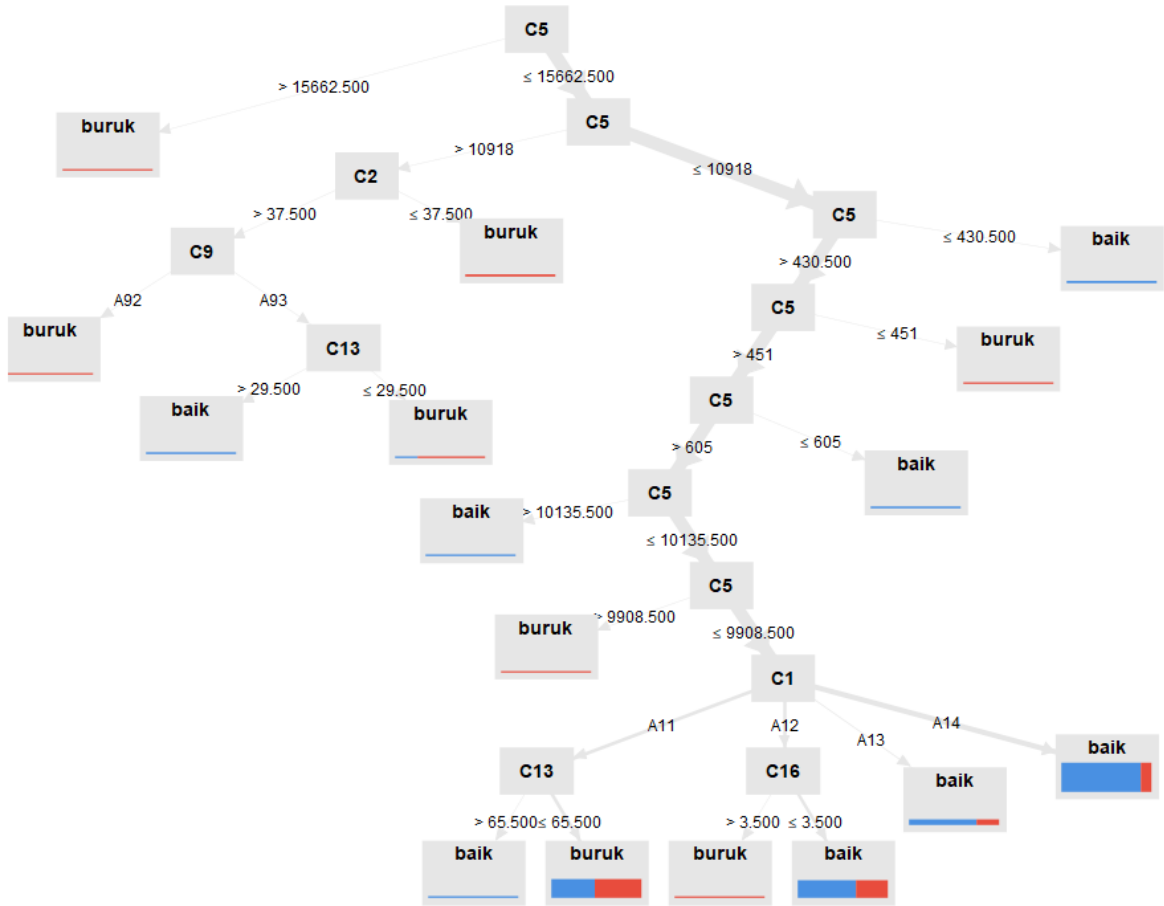 C5
> 15662.500
≤ 15662.500
buruk
C5
> 10918
≤ 10918
C2
C5
> 37.500
≤ 37.500
≤ 430.500
C9
buruk
> 430.500
baik
A92
A93
C5
≤ 451
buruk
C13
> 451
buruk
> 29.500
≤ 29.500
C5
baik
buruk
> 605
≤ 605
C5
baik
baik
> 10135.500
≤ 10135.500
C5
> 9908.500
buruk
≤ 9908.500
C1
A11
A12
A13
A14
C13
C16
baik
baik
> 65.500
≤ 65.500
> 3.500
≤ 3.500
baik
buruk
buruk
baik